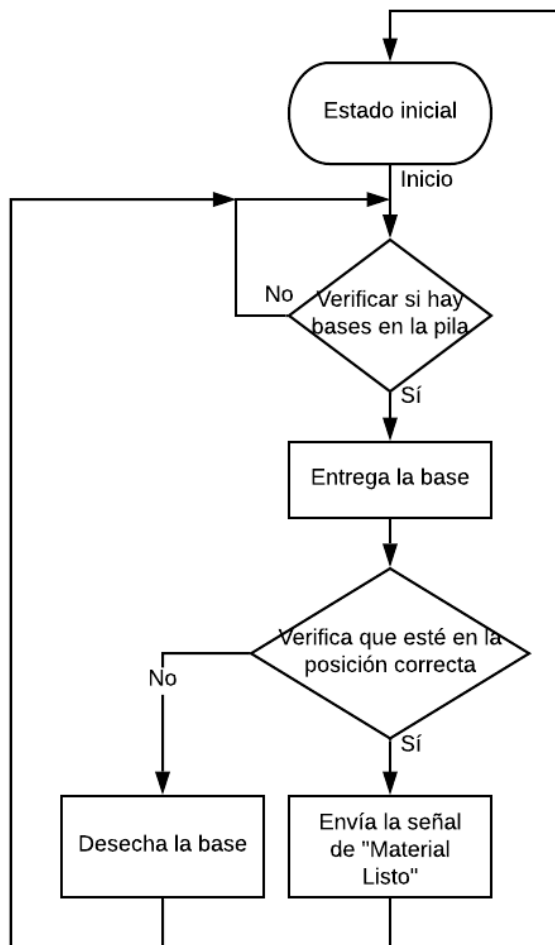 Estado inicial
Inicio
No
Verificar si hay
bases en la pila
Sí
Entrega la base
Verifica que esté en la
posición correcta
No
Sí
Desecha la base
Envía la señal
de "Material
Listo"